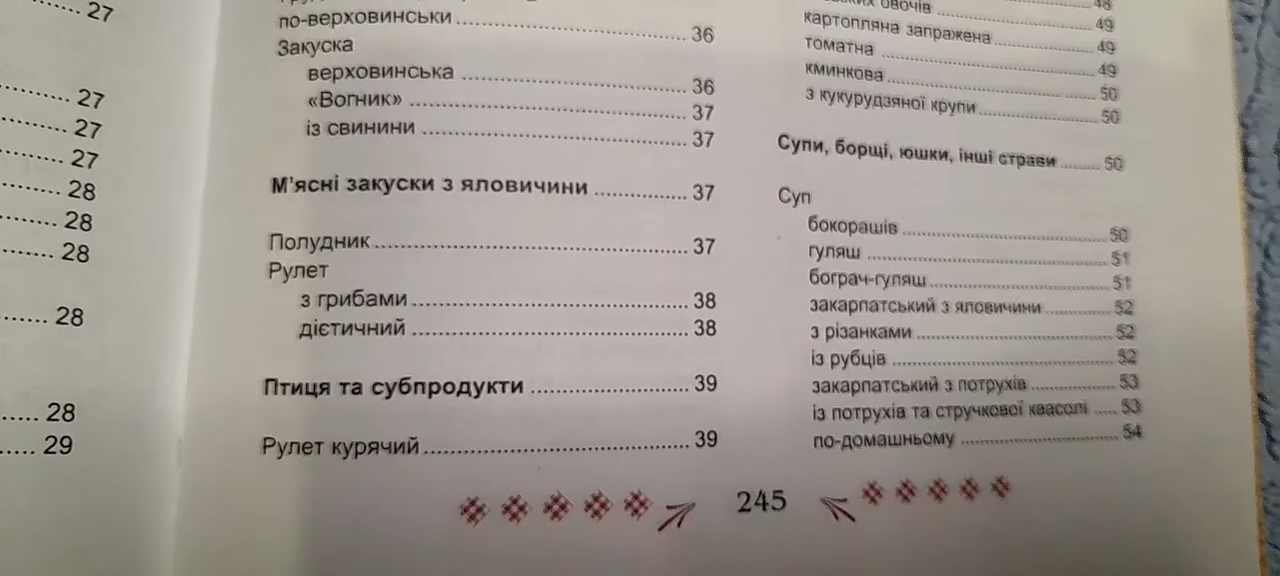 27
27
27
27
28
28
28
28
28
29
по-верховинськи ........ 36
Закуска
верховинська ........ 36
«Вогник» ........ 37
із свинини ........ 37
М'ясні закуски з яловичини ........ 37
Полудник ........ 37
Рулет
з грибами ........ 38
дієтичний ........ 38
Птиця та субпродукти ........ 39
Рулет курячий ........ 39
овочів ........ 48
картопляна запражена ........ 49
томатна ........ 49
кминкова ........ 49
з кукурудзяної крупи ........ 50
50
Супи, борщі, юшки, інші страви ........ 50
Суп
бокорашів ........ 50
гуляш ........ 51
бограч-гуляш ........ 51
закарпатський з яловичини ........ 52
з різанками ........ 52
із рубців ........ 52
закарпатський з потрухів ........ 53
із потрухів та стручкової квасолі ..... 53
по-домашньому ........ 54
245